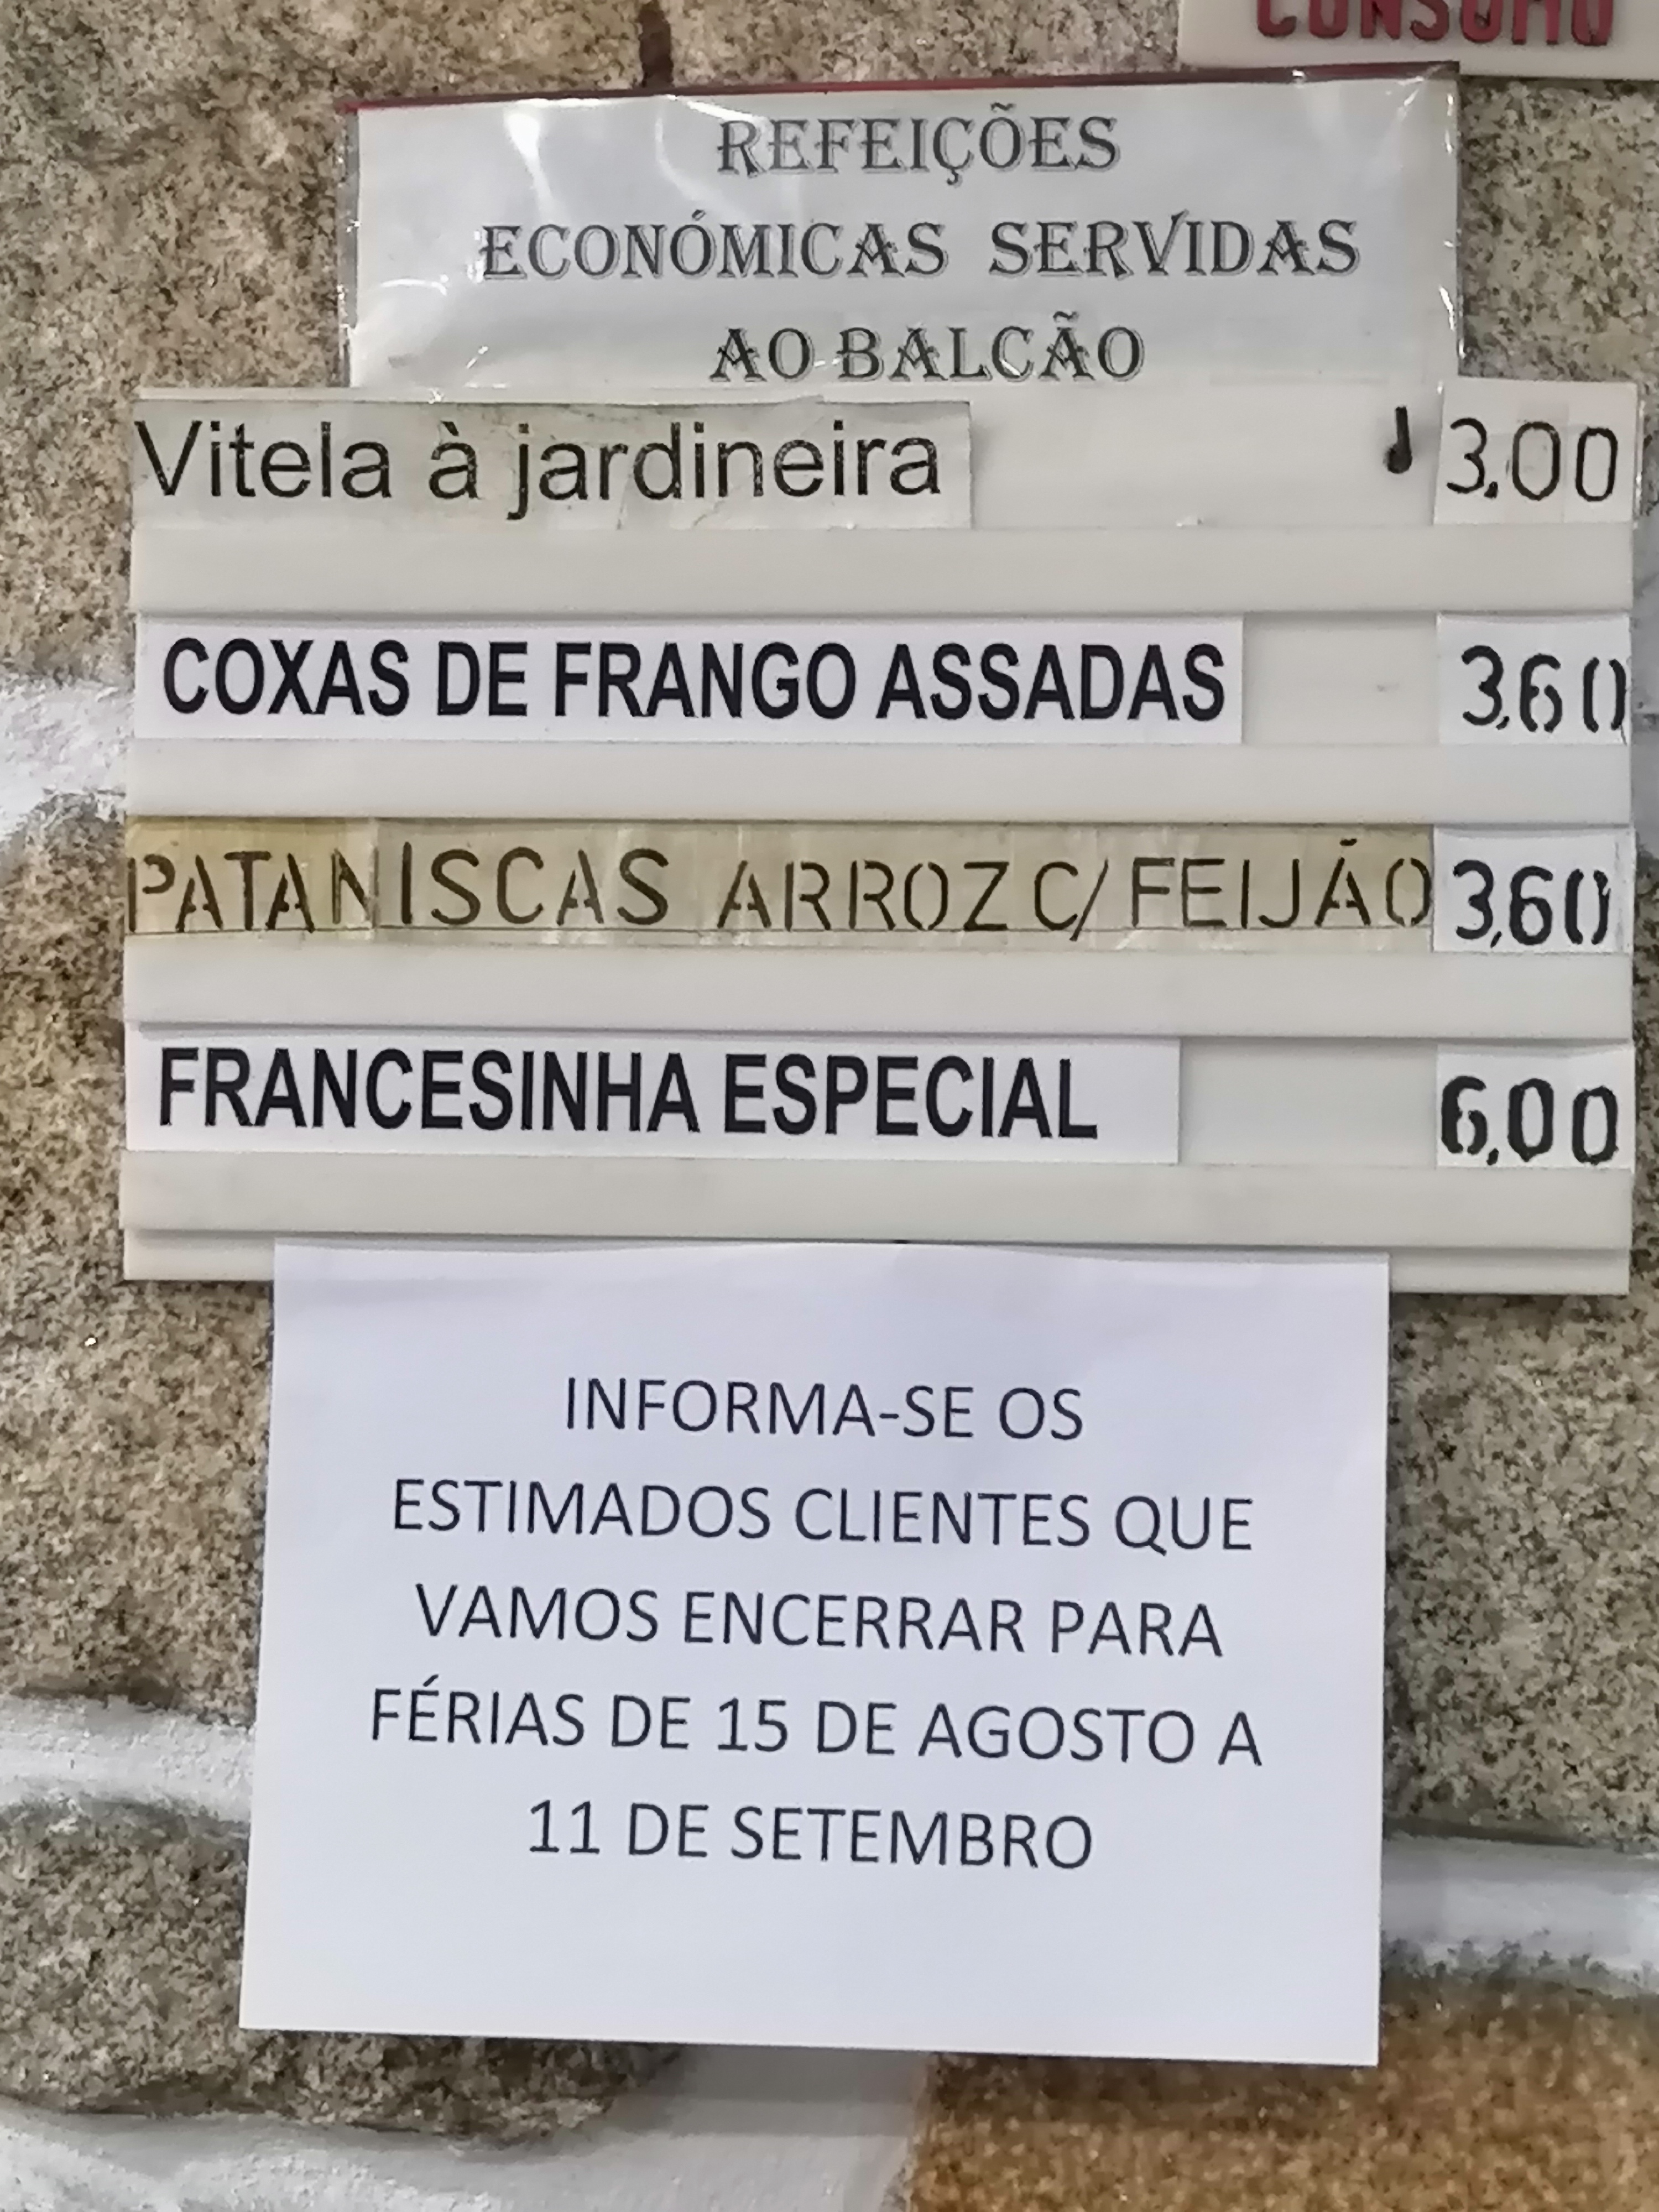 CONSUMO
REFEIÇÕES
ECONÓMICAS SERVIDAS
AO BALCÃO
Vitela à jardineira 3.00
COXAS DE FRANGO ASSADAS 3,60
PATANISCAS ARROZ C/ FEIJÃO 3,60
FRANCESINHA ESPECIAL 6,00
INFORMA-SE OS
ESTIMADOS CLIENTES QUE
VAMOS ENCERRAR PARA
FÉRIAS DE 15 DE AGOSTO A
11 DE SETEMBRO